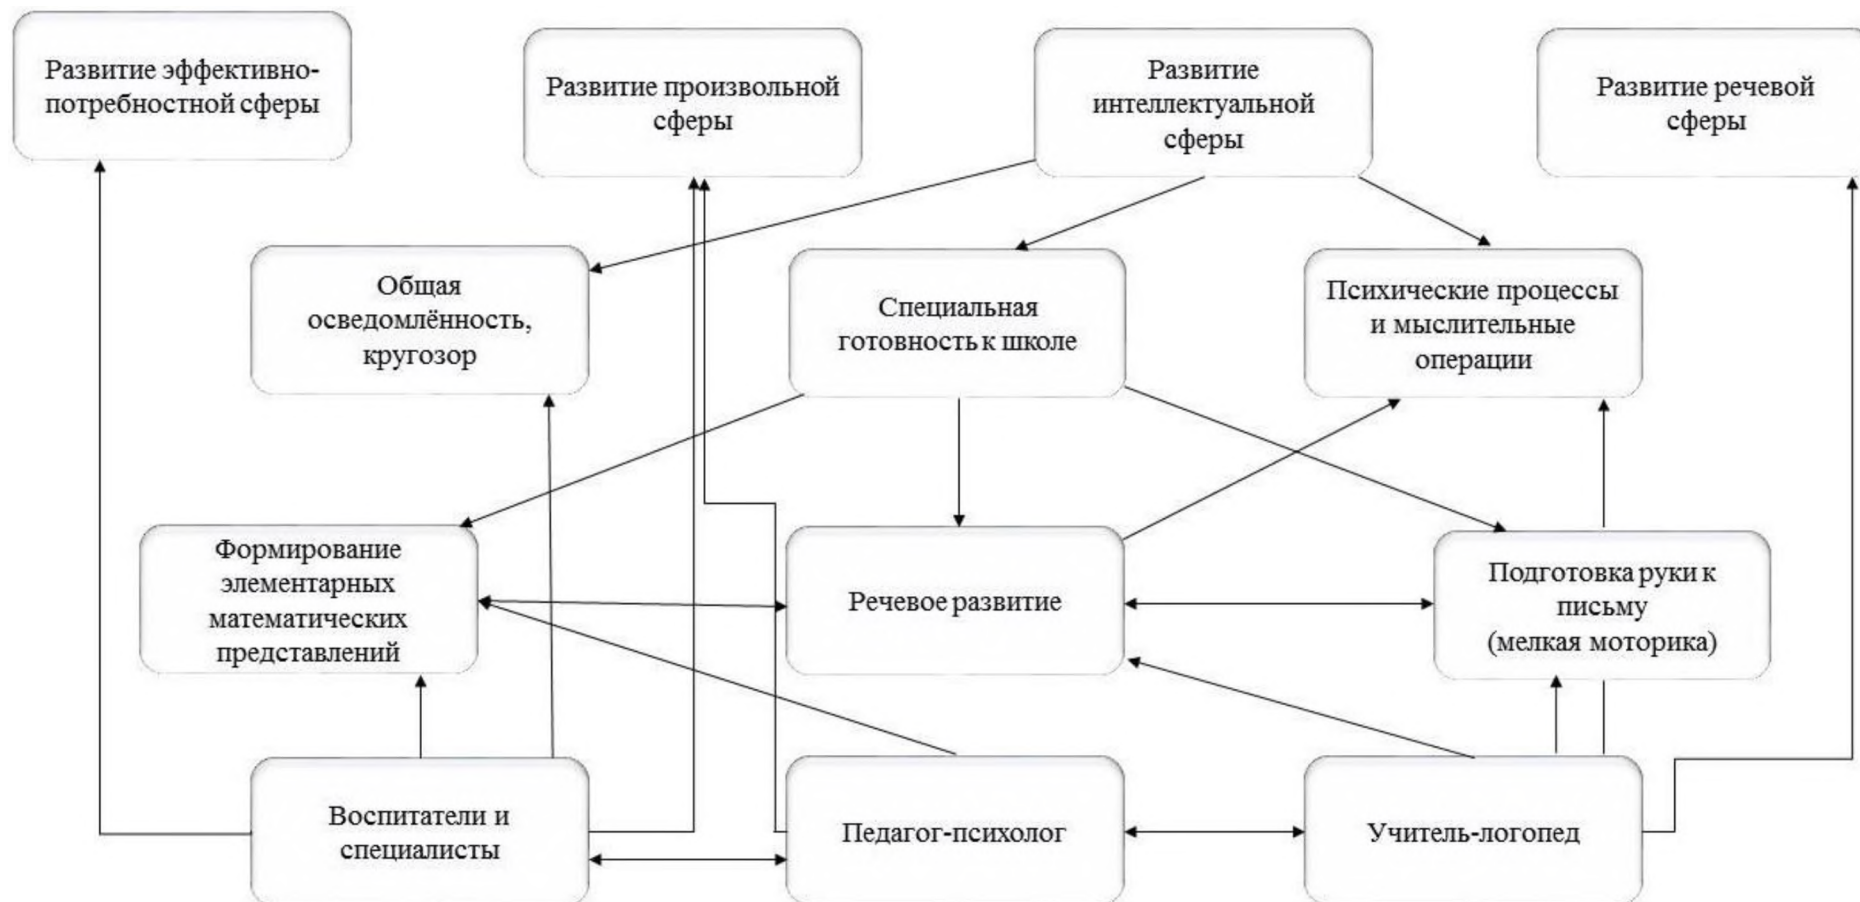 Развитие эффективно-
потребностной сферы
Развитие произвольной
сферы
Развитие
интеллектуальной
сферы
Развитие речевой
сферы
Общая
осведомлённость,
кругозор
Специальная
готовность к школе
Психические процессы
и мыслительные
операции
Формирование
элементарных
математических
представлений
Речевое развитие
Подготовка руки к
письму
(мелкая моторика)
Воспитатели и
специалисты
Педагог-психолог
Учитель-логопед